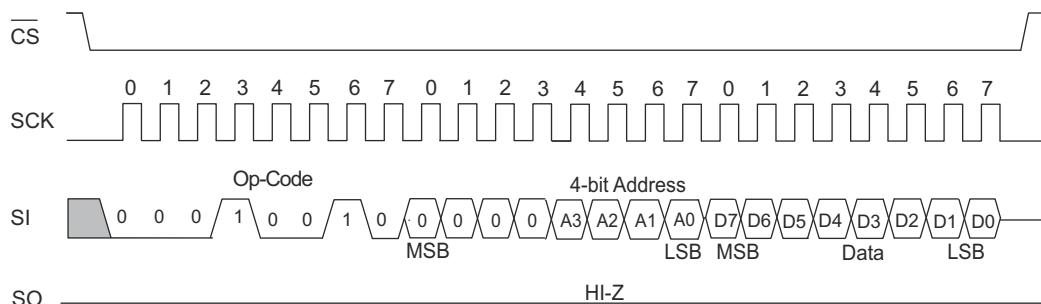 CS
0 1 2 3 4 5 6 7 0 1 2 3 4 5 6 7 0 1 2 3 4 5 6 7
SCK
Op-Code 4-bit Address
SI 0 0 0 1 0 0 1 0 0 0 0 0 A3 A2 A1 A0 D7 D6 D5 D4 D3 D2 D1 D0
MSB LSB MSB Data LSB
HI-Z
SO